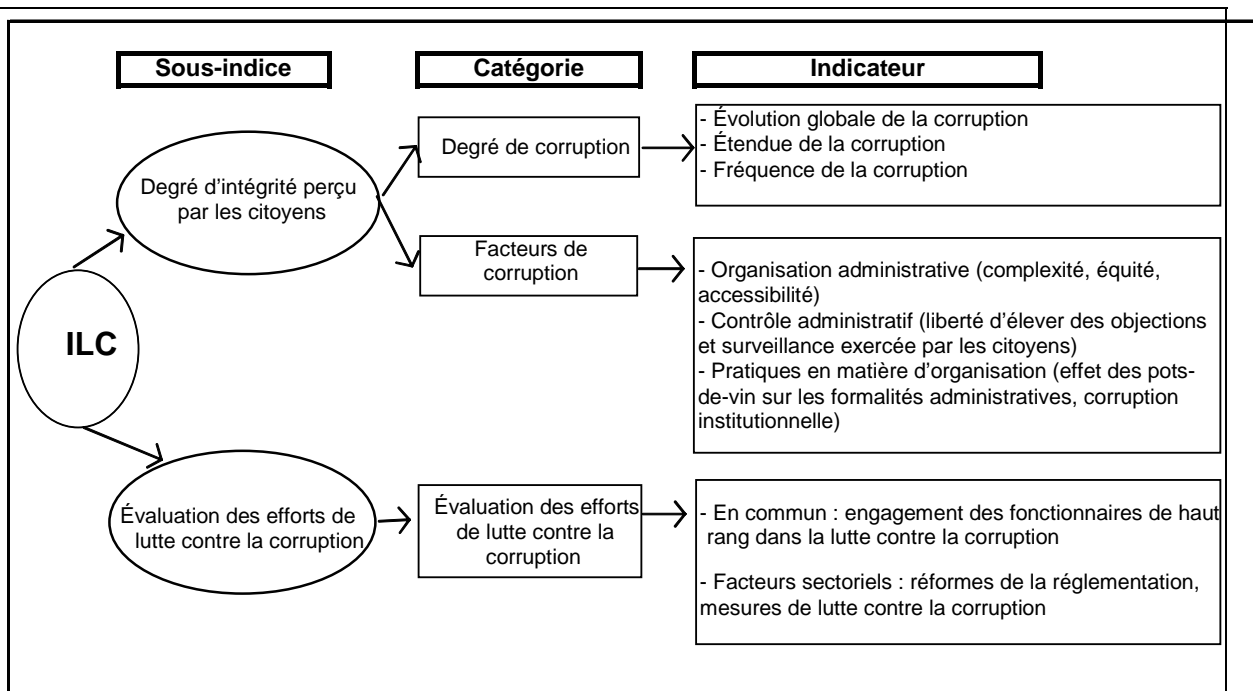 Sous-indice
Catégorie
Indicateur
Degré d’intégrité perçu
par les citoyens
Degré de corruption
- Évolution globale de la corruption
- Étendue de la corruption
- Fréquence de la corruption
Facteurs de
corruption
- Organisation administrative (complexité, équité,
accessibilité)
- Contrôle administratif (liberté d’élever des objections
et surveillance exercée par les citoyens)
- Pratiques en matière d’organisation (effet des pots-
de-vin sur les formalités administratives, corruption
institutionnelle)
ILC
Évaluation des efforts de
lutte contre la corruption
Évaluation des efforts
de lutte contre la
corruption
- En commun : engagement des fonctionnaires de haut
rang dans la lutte contre la corruption
- Facteurs sectoriels : réformes de la réglementation,
mesures de lutte contre la corruption